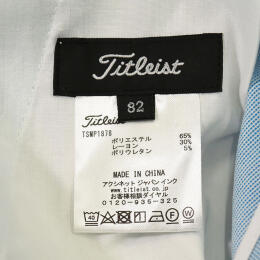 Titleist
82
Titleist
TSMP1878
ポリエステル 65%
レーヨン 30%
ポリウレタン 5%
MADE IN CHINA
アクシネット ジャパン インク
www.titleist.co.jp
お客様相談ダイヤル
0120-935-325
40
W